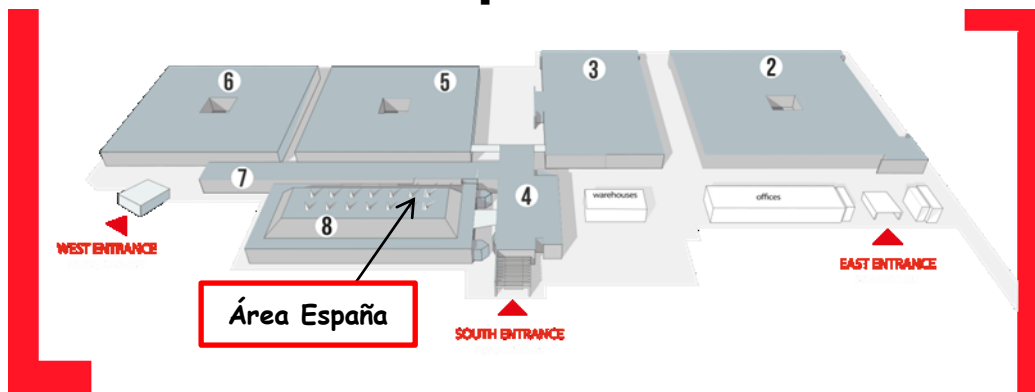 6
5
3
2
7
8
4
warehouses
offices
WEST ENTRANCE
EAST ENTRANCE
Área España
SOUTH ENTRANCE